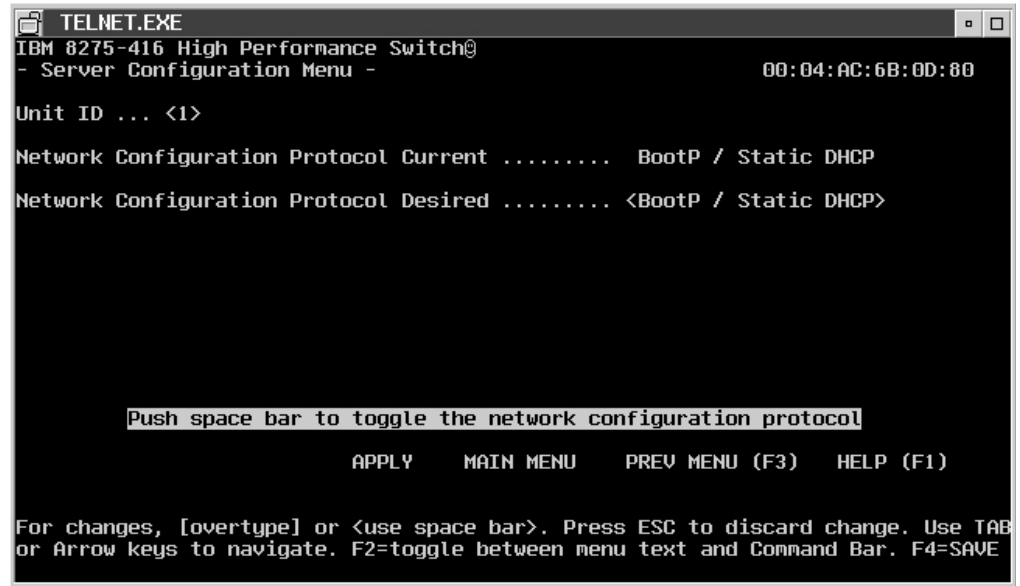 TELNET.EXE
IBM 8275-416 High Performance Switch☺
- Server Configuration Menu - 00:04:AC:6B:0D:80
Unit ID ... <1>
Network Configuration Protocol Current ......... BootP / Static DHCP
Network Configuration Protocol Desired ......... <BootP / Static DHCP>
Push space bar to toggle the network configuration protocol
APPLY MAIN MENU PREV MENU (F3) HELP (F1)
For changes, [overtype] or <use space bar>. Press ESC to discard change. Use TAB
or Arrow keys to navigate. F2=toggle between menu text and Command Bar. F4=SAVE